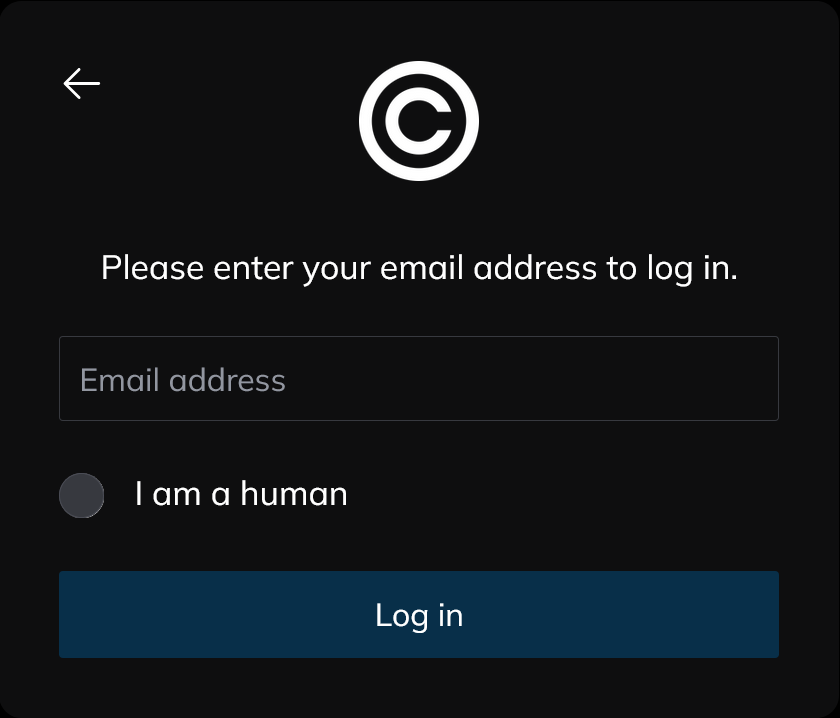 ©
Please enter your email address to log in.
Email address
I am a human
Log in